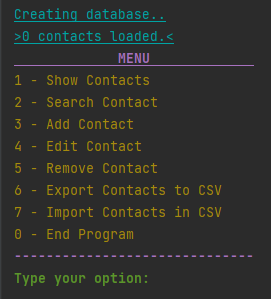 Creating database..
>0 contacts loaded.<
MENU
1 - Show Contacts
2 - Search Contact
3 - Add Contact
4 - Edit Contact
5 - Remove Contact
6 - Export Contacts to CSV
7 - Import Contacts in CSV
0 - End Program
------------------------------
Type your option: